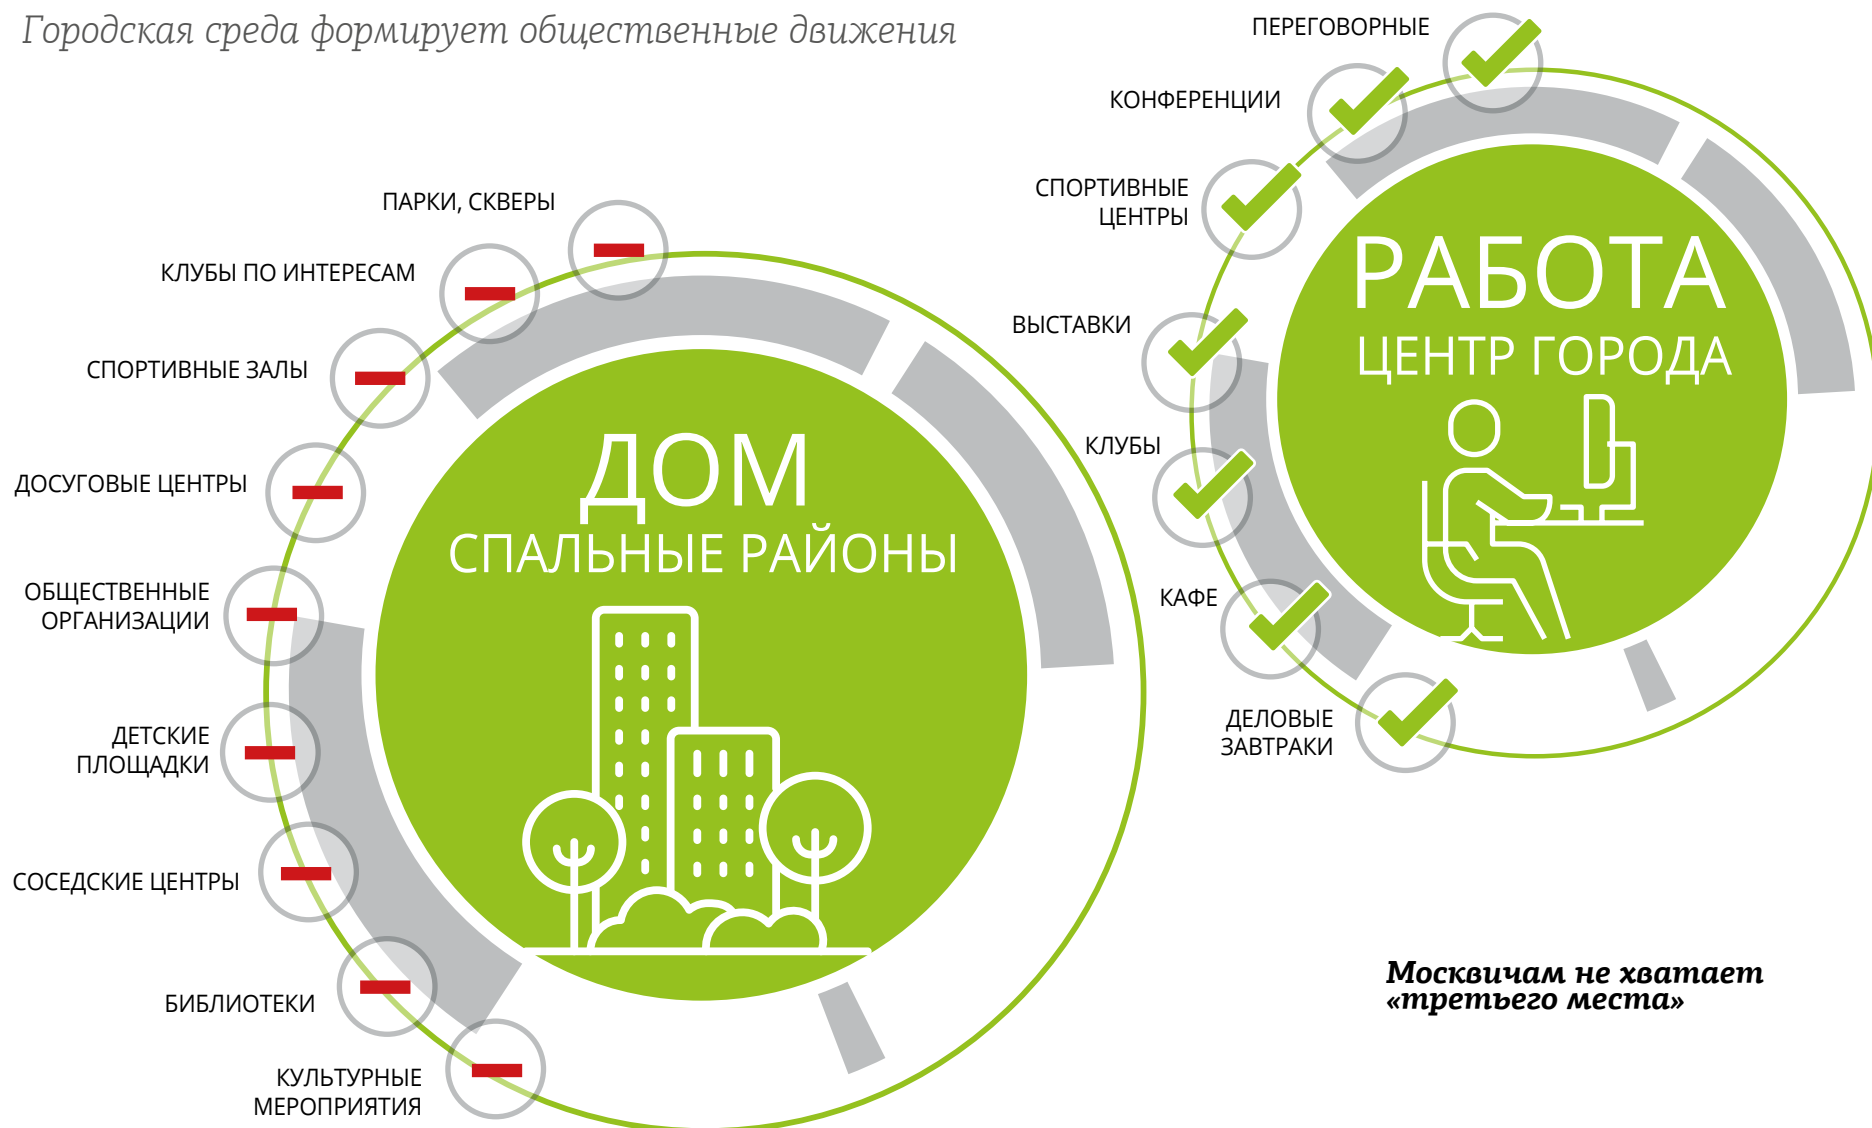 Городская среда формирует общественные движения
ПАРКИ, СКВЕРЫ
КЛУБЫ ПО ИНТЕРЕСАМ
СПОРТИВНЫЕ ЗАЛЫ
ДОСУГОВЫЕ ЦЕНТРЫ
ОБЩЕСТВЕННЫЕ
ОРГАНИЗАЦИИ
ДЕТСКИЕ
ПЛОЩАДКИ
СОСЕДСКИЕ ЦЕНТРЫ
БИБЛИОТЕКИ
КУЛЬТУРНЫЕ
МЕРОПРИЯТИЯ
ДОМ
СПАЛЬНЫЕ РАЙОНЫ
ПЕРЕГОВОРНЫЕ
КОНФЕРЕНЦИИ
СПОРТИВНЫЕ
ЦЕНТРЫ
ВЫСТАВКИ
КЛУБЫ
КАФЕ
ДЕЛОВЫЕ
ЗАВТРАКИ
РАБОТА
ЦЕНТР ГОРОДА
Москвичам не хватает
«третьего места»